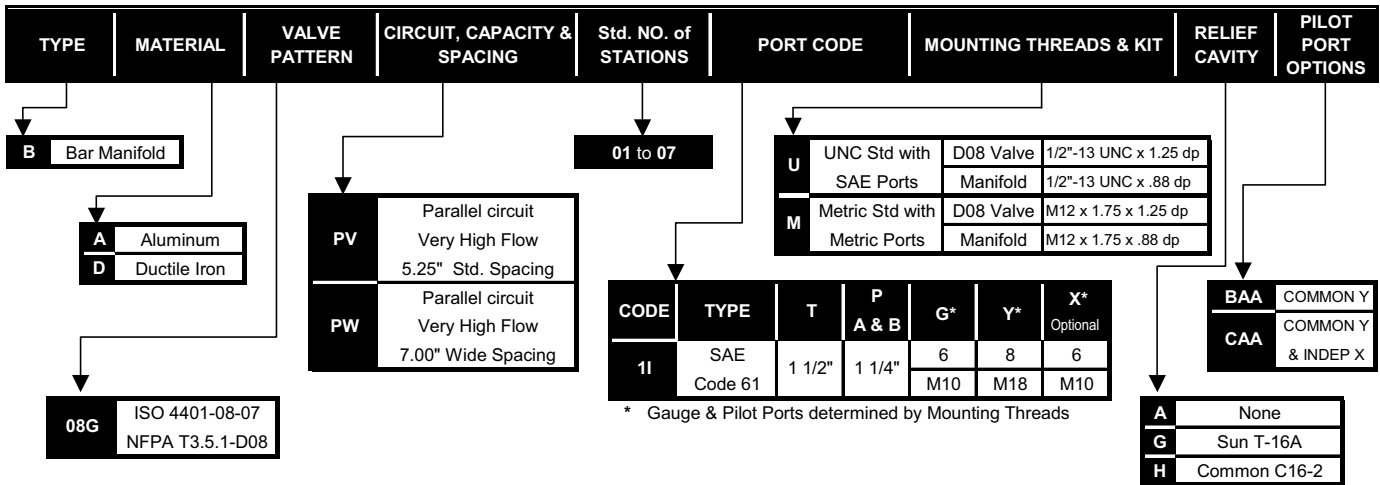 TYPE
MATERIAL
VALVE
PATTERN
CIRCUIT, CAPACITY &
SPACING
Std. NO. of
STATIONS
PORT CODE
MOUNTING THREADS & KIT
RELIEF
CAVITY
PILOT
PORT
OPTIONS
B Bar Manifold
A Aluminum
D Ductile Iron
08G
ISO 4401-08-07
NFPA T3.5.1-D08
PV
Parallel circuit
Very High Flow
5.25" Std. Spacing
PW
Parallel circuit
Very High Flow
7.00" Wide Spacing
01 to 07
CODE TYPE T P A & B G* Y* X* Optional
1I
SAE
Code 61
1 1/2" 1 1/4" 6 8 6
M10 M18 M10
* Gauge & Pilot Ports determined by Mounting Threads
U
UNC Std with D08 Valve 1/2"-13 UNC x 1.25 dp
SAE Ports Manifold 1/2"-13 UNC x .88 dp
M
Metric Std with D08 Valve M12 x 1.75 x 1.25 dp
Metric Ports Manifold M12 x 1.75 x .88 dp
A None
G Sun T-16A
H Common C16-2
BAA COMMON Y
CAA
COMMON Y
& INDEP X